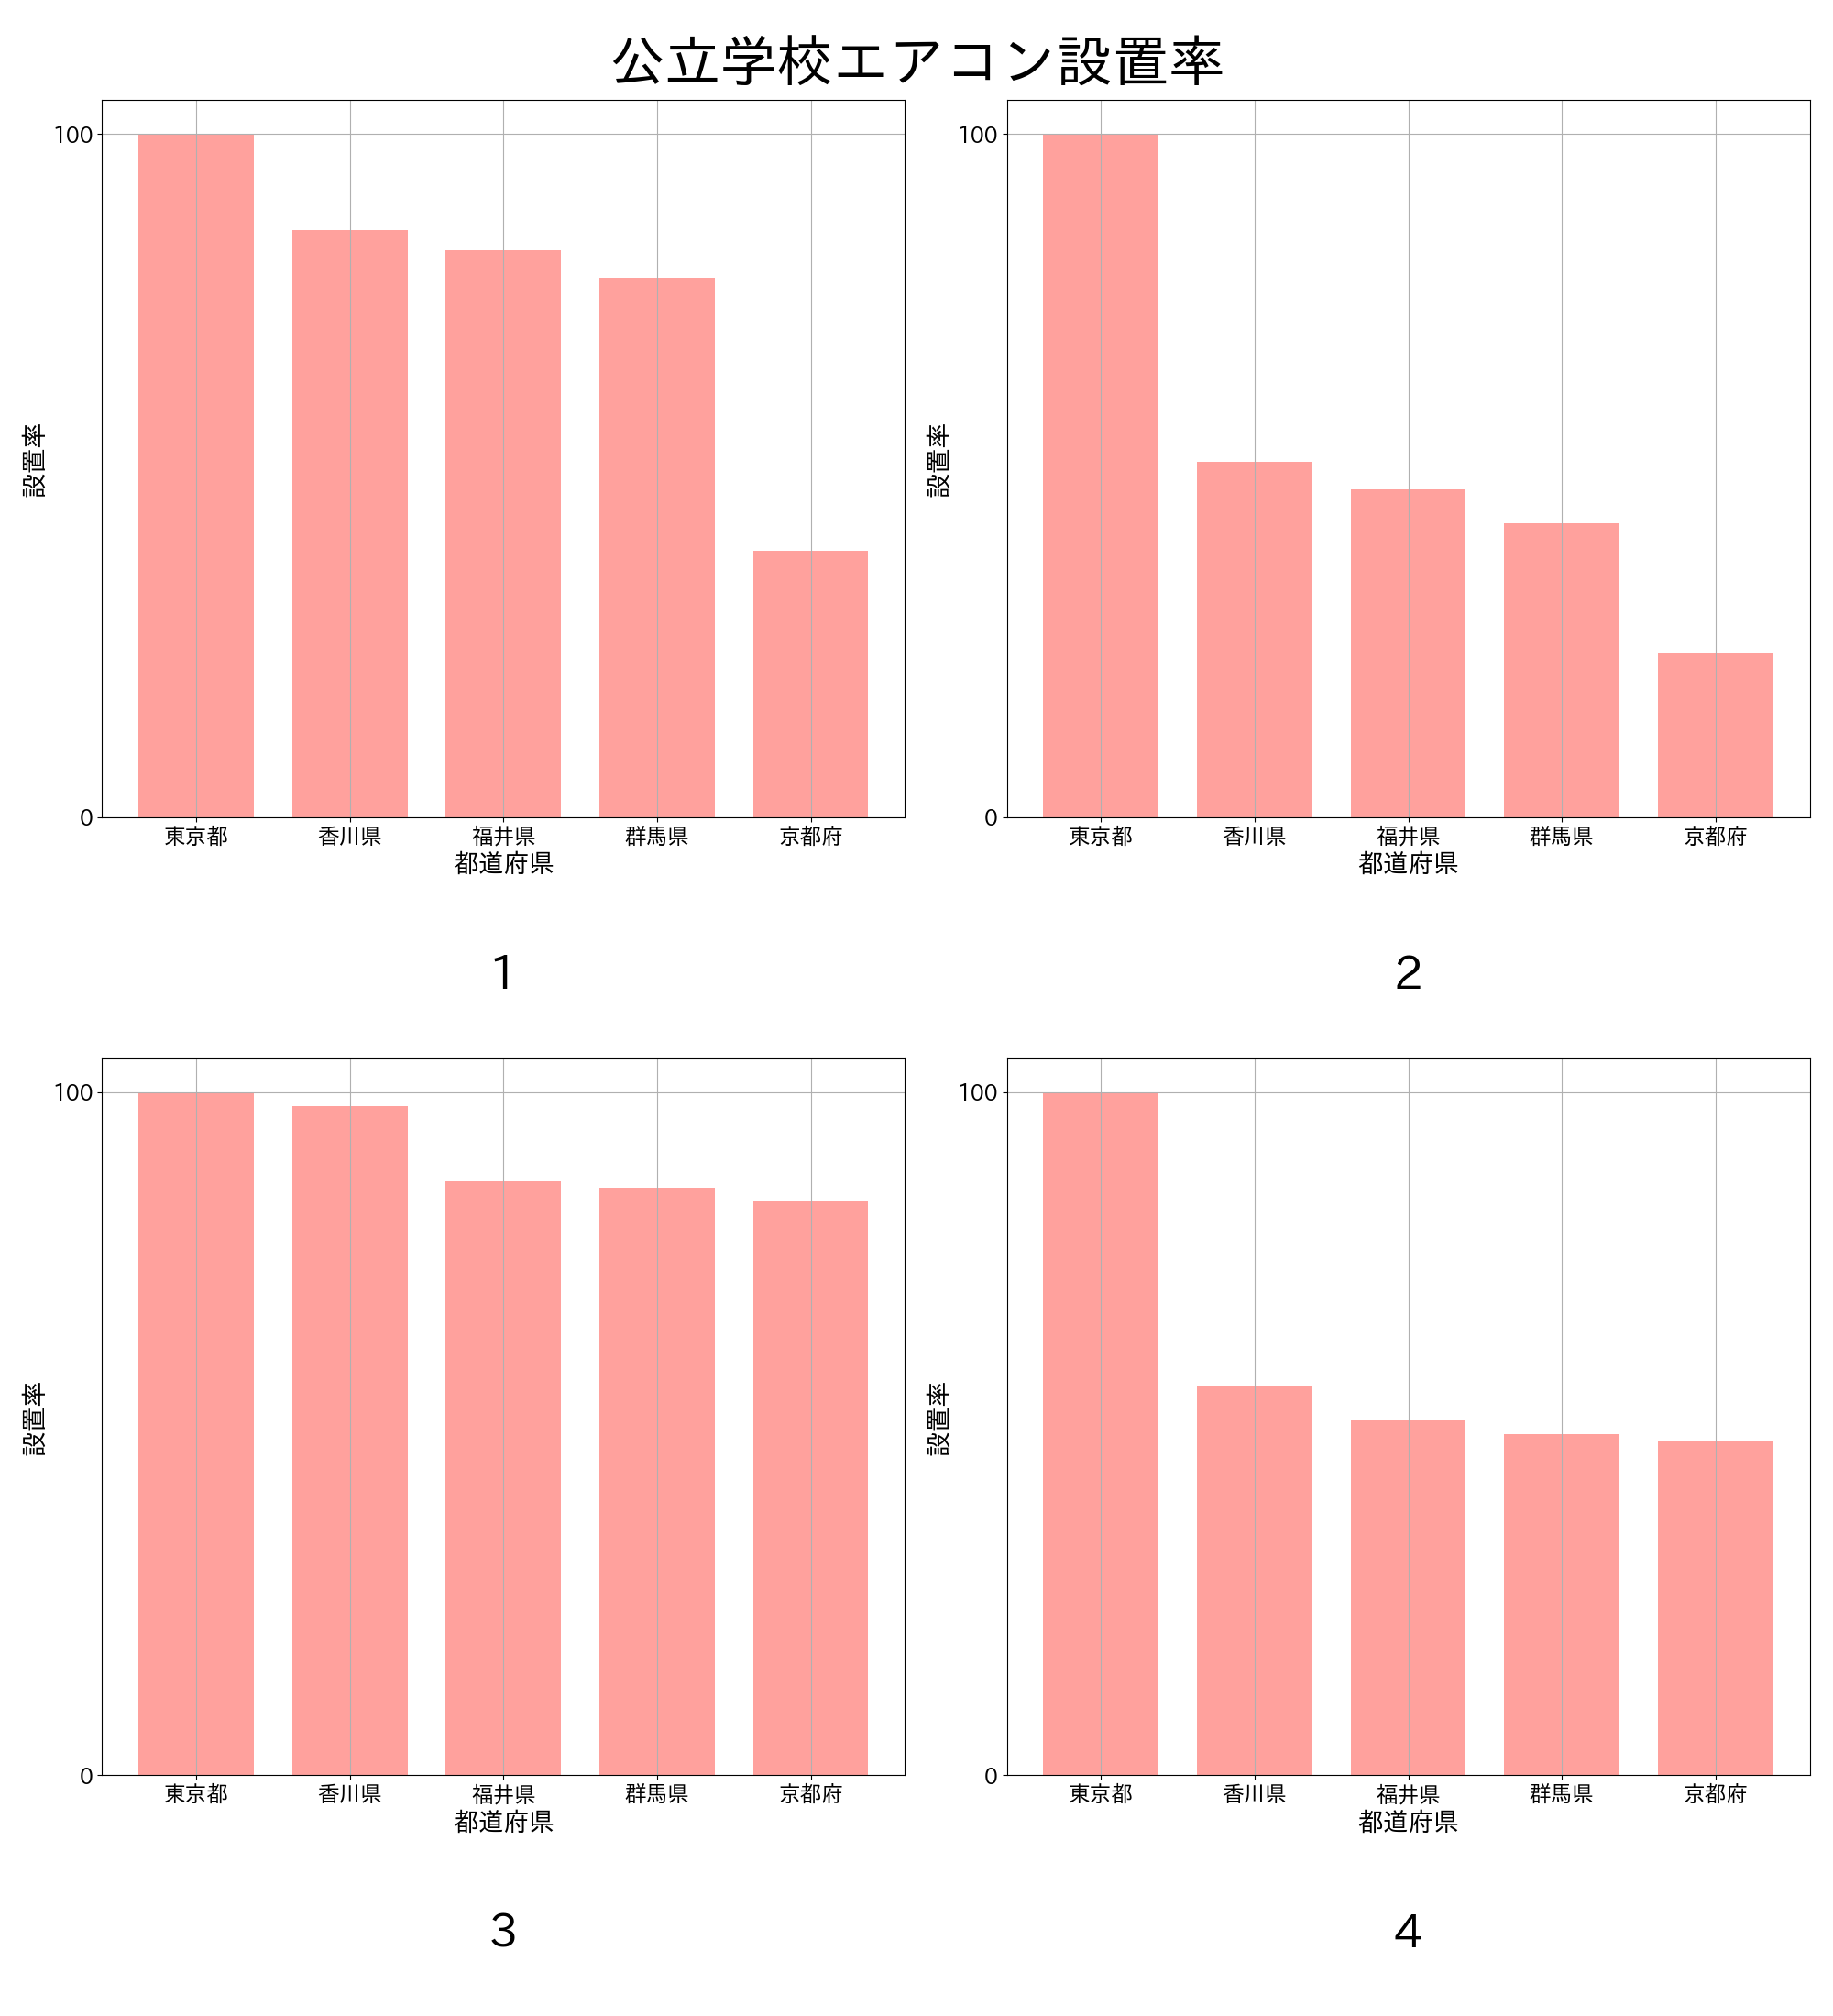 公立学校エアコン設置率
100
設置率
0
東京都 香川県 福井県 群馬県 京都府
都道府県
1
100
設置率
0
東京都 香川県 福井県 群馬県 京都府
都道府県
2
100
設置率
0
東京都 香川県 福井県 群馬県 京都府
都道府県
3
100
設置率
0
東京都 香川県 福井県 群馬県 京都府
都道府県
4